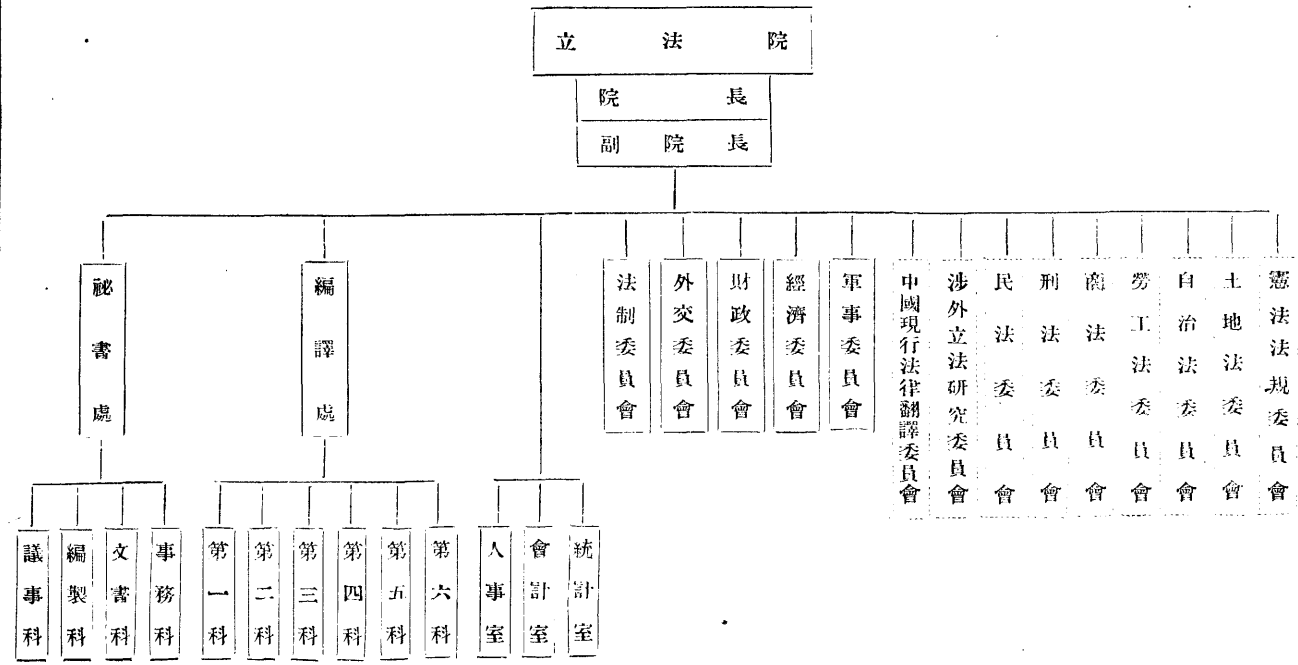 立法院
院長
副院長
秘書處
編譯處
法制委員會
外交委員會
財政委員會
經濟委員會
軍事委員會
中國現行法律翻譯委員會
涉外立法研究委員會
民法委員會
刑法委員會
商法委員會
勞工法委員會
自治法委員會
土地法委員會
憲法法規委員會
議事科
編製科
文書科
事務科
第一科
第二科
第三科
第四科
第五科
第六科
人事室
會計室
統計室